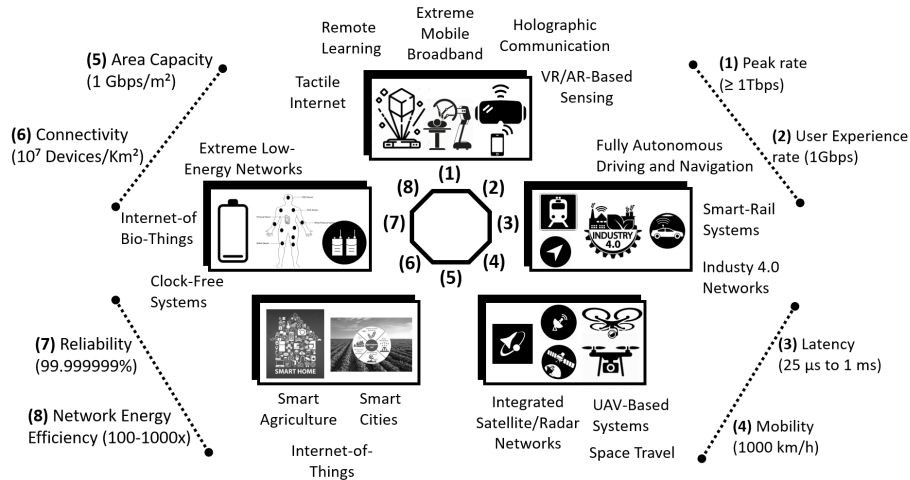 Remote
Learning
Extreme
Mobile
Broadband
Holographic
Communication
(5) Area Capacity
(1 Gbps/m²)
Tactile
Internet
VR/AR-Based
Sensing
(1) Peak rate
(≥ 1Tbps)
(6) Connectivity
(10⁷ Devices/Km²)
(2) User Experience
rate (1Gbps)
Extreme Low-
Energy Networks
Fully Autonomous
Driving and Navigation
(1)
(8)
(2)
(7)
(3)
(6)
(4)
(5)
Internet-of
Bio-Things
INDUSTRY
4.0
Smart-Rail
Systems
Clock-Free
Systems
Industy 4.0
Networks
(7) Reliability
(99.999999%)
SMART HOME
(3) Latency
(25 µs to 1 ms)
(8) Network Energy
Efficiency (100-1000x)
Smart
Agriculture
Smart
Cities
Integrated
Satellite/Radar
Networks
UAV-Based
Systems
(4) Mobility
(1000 km/h)
Internet-of-
Things
Space Travel